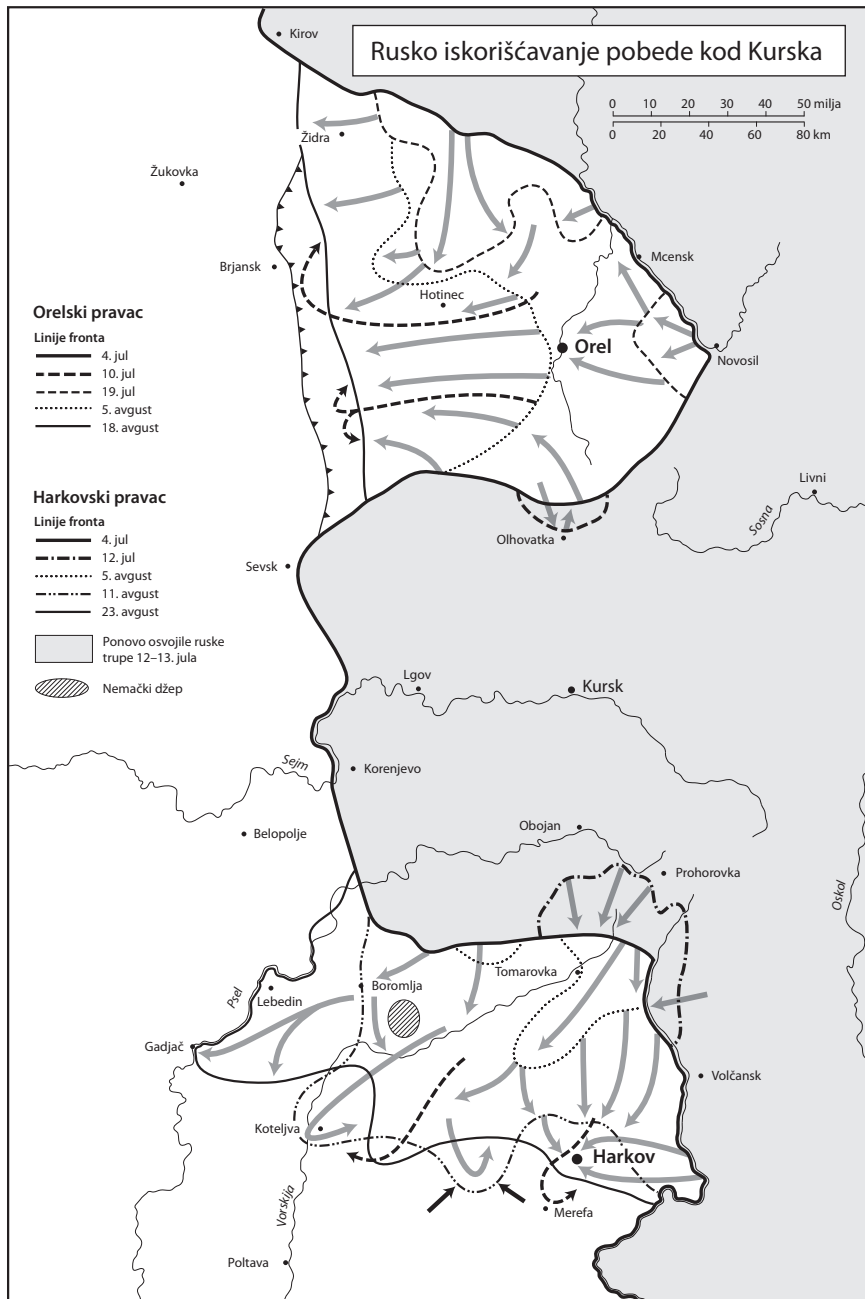 Rusko iskorišćavanje pobede kod Kurska
0 10 20 30 40 50 milja
0 20 40 60 80 km
Kirov
Židra
Žukovka
Brjansk
Mcensk
Hotinec
Orel
Novosil
Orelski pravac
Linije fronta
4. jul
10. jul
19. jul
5. avgust
18. avgust
Livni
Sosna
Olhovatka
Harkovski pravac
Linije fronta
4. jul
12. jul
5. avgust
11. avgust
23. avgust
Ponovo osvojile ruske
trupe 12–13. jula
Nemački džep
Sevsk
Lgov
Kursk
Sejm
Korenjevo
Belopolje
Obojan
Prohorovka
Oskol
Psel
Lebedin
Boromlja
Tomarovka
Gadjač
Volčansk
Koteljva
Harkov
Vorskija
Merefa
Poltava